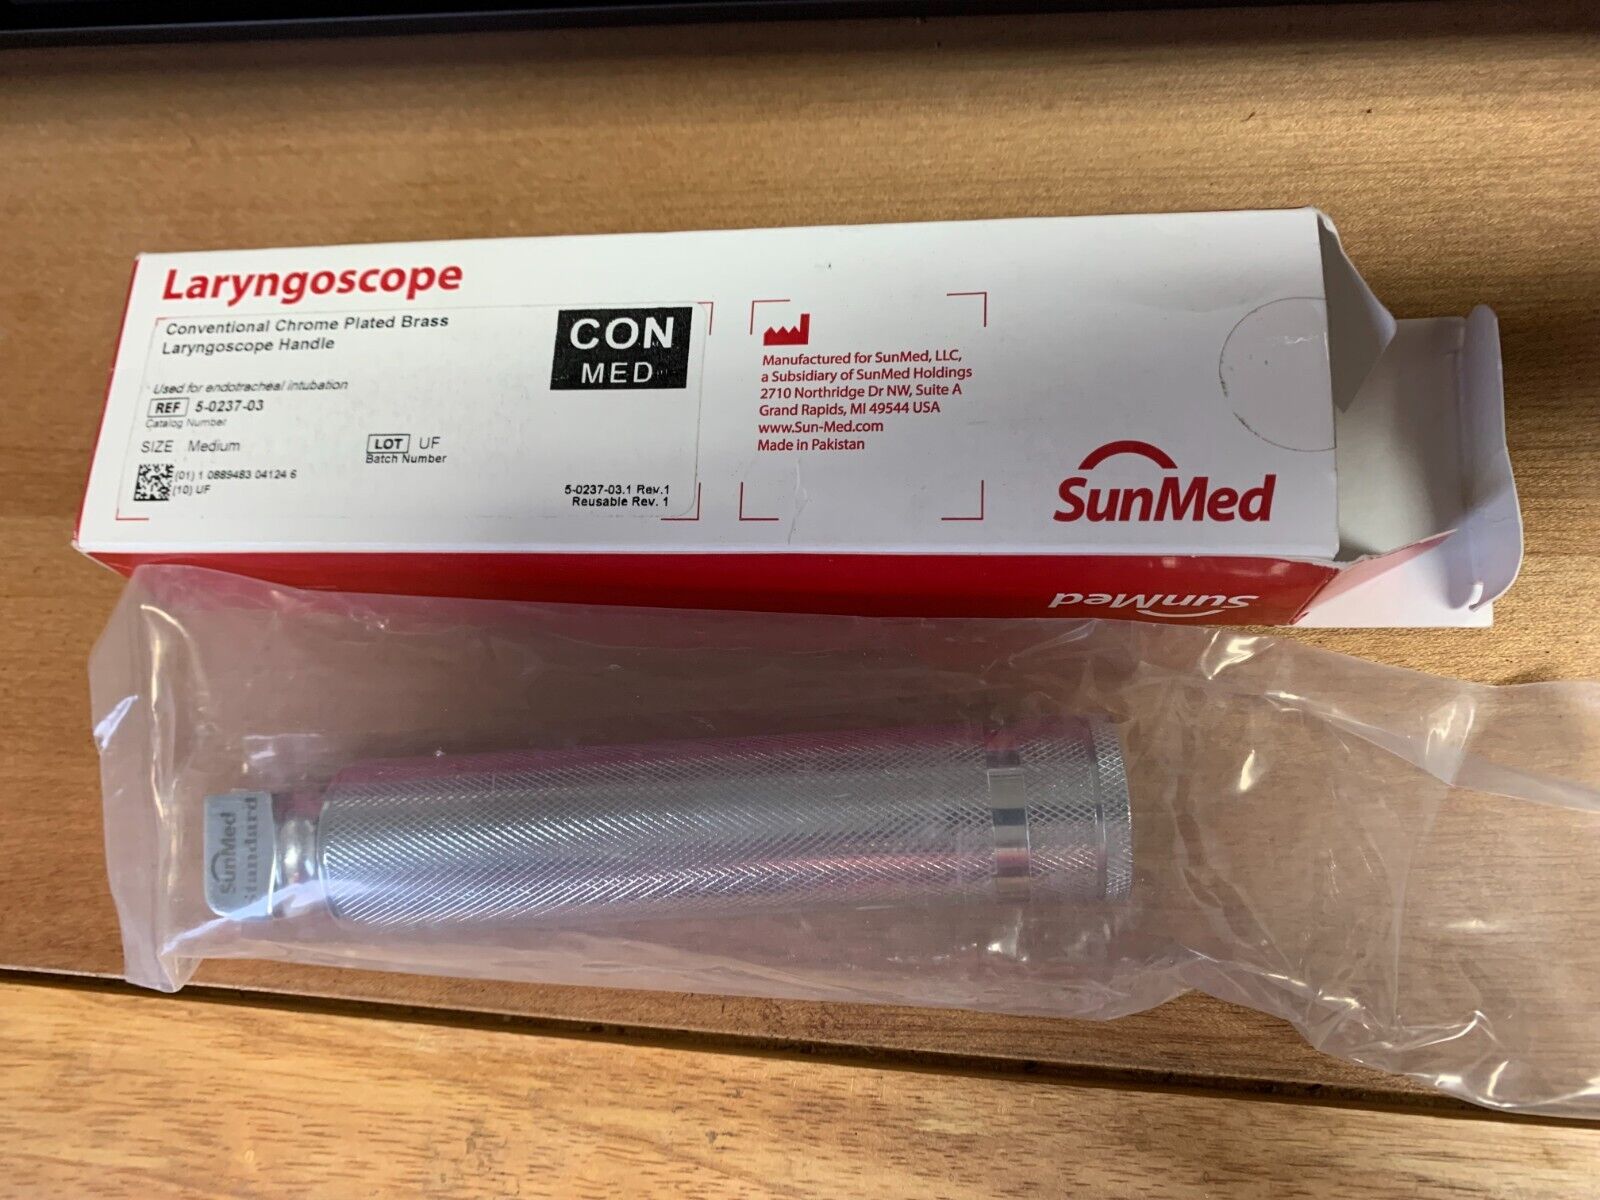 Laryngoscope
Conventional Chrome Plated Brass
Laryngoscope Handle
CON
MED
Used for endotracheal intubation
REF 5-0237-03
Catalog Number
SIZE Medium
LOT UF
Batch Number
(01) 1 0889483 04124 6
(10) UF
5-0237-03.1 Rev.1
Reusable Rev. 1
Manufactured for SunMed, LLC,
a Subsidiary of SunMed Holdings
2710 Northridge Dr NW, Suite A
Grand Rapids, MI 49544 USA
www.Sun-Med.com
Made in Pakistan
SunMed
SunMed
SunMed
standard